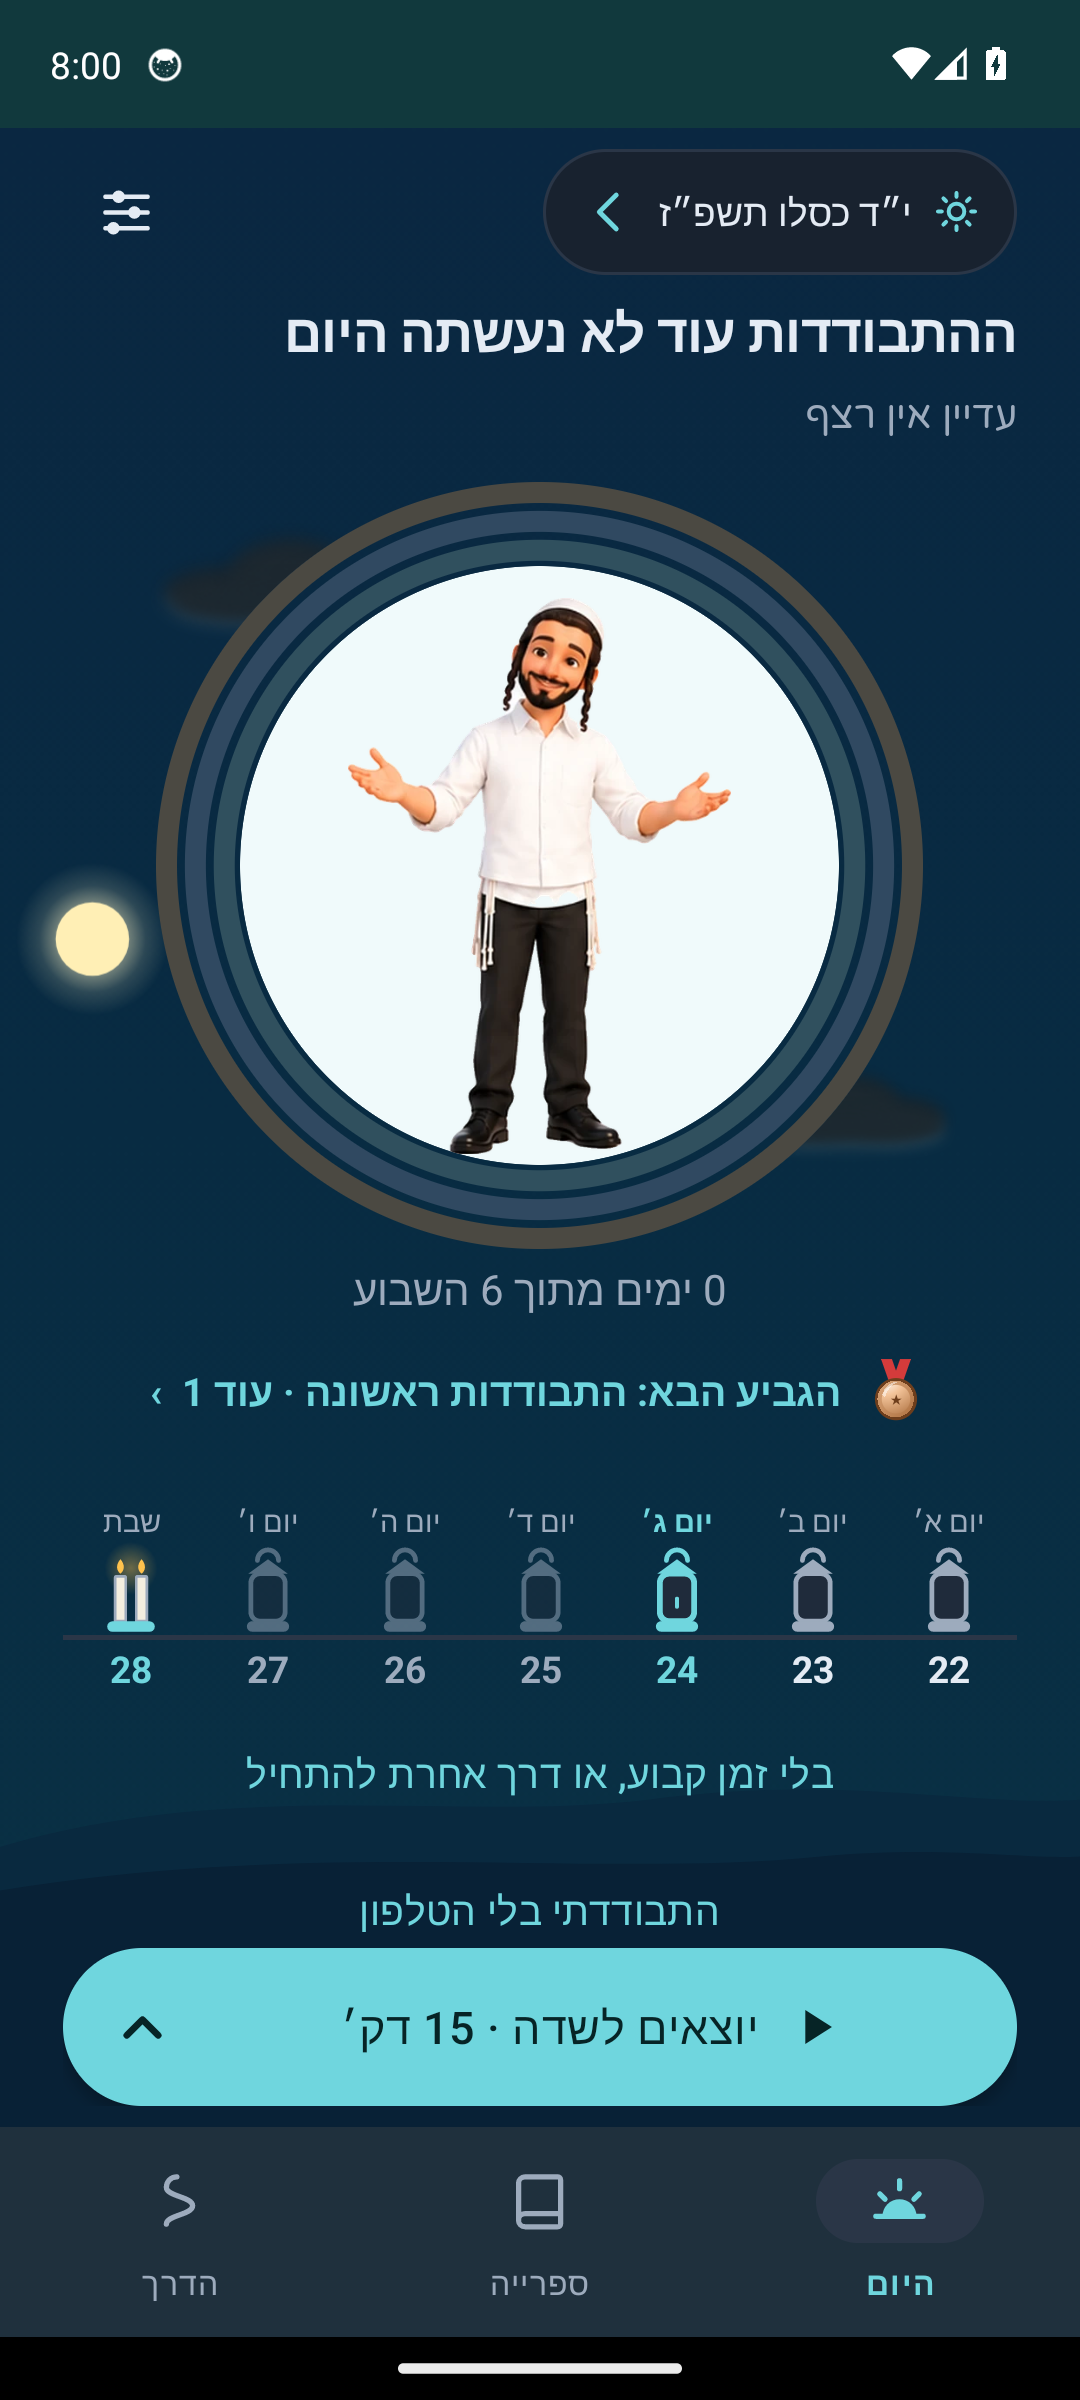 8:00
י״ד כסלו תשפ״ז
ההתבודדות עוד לא נעשתה היום
עדיין אין רצף
0 ימים מתוך 6 השבוע
הגביע הבא: התבודדות ראשונה · עוד 1 ›
יום א׳ יום ב׳ יום ג׳ יום ד׳ יום ה׳ יום ו׳ שבת
22 23 24 25 26 27 28
בלי זמן קבוע, או דרך אחרת להתחיל
התבודדתי בלי הטלפון
יוצאים לשדה · 15 דק׳
היום ספרייה הדרך